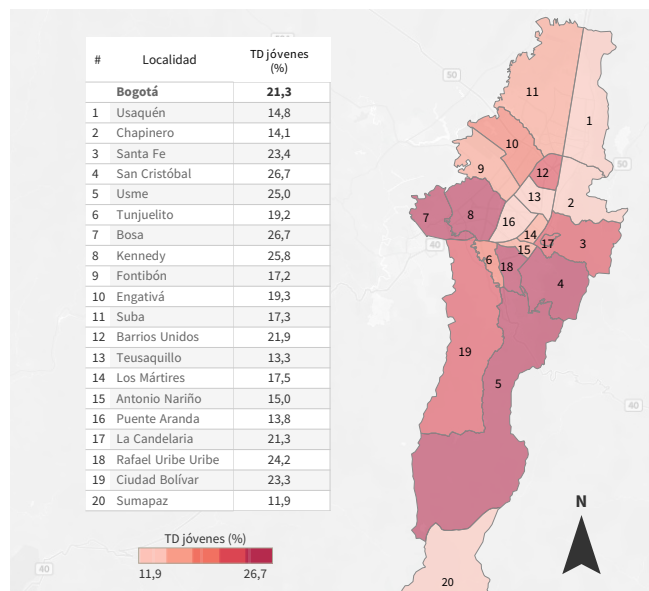 # Localidad TD jóvenes (%)
Bogotá 21,3
1 Usaquén 14,8
2 Chapinero 14,1
3 Santa Fe 23,4
4 San Cristóbal 26,7
5 Usme 25,0
6 Tunjuelito 19,2
7 Bosa 26,7
8 Kennedy 25,8
9 Fontibón 17,2
10 Engativá 19,3
11 Suba 17,3
12 Barrios Unidos 21,9
13 Teusaquillo 13,3
14 Los Mártires 17,5
15 Antonio Nariño 15,0
16 Puente Aranda 13,8
17 La Candelaria 21,3
18 Rafael Uribe Uribe 24,2
19 Ciudad Bolívar 23,3
20 Sumapaz 11,9
TD jóvenes (%)
11,9 26,7
50
11
1
10
50
9
12
13
2
7
8
16
14
40
15
17
3
6
18
4
19
5
40
N
40
20